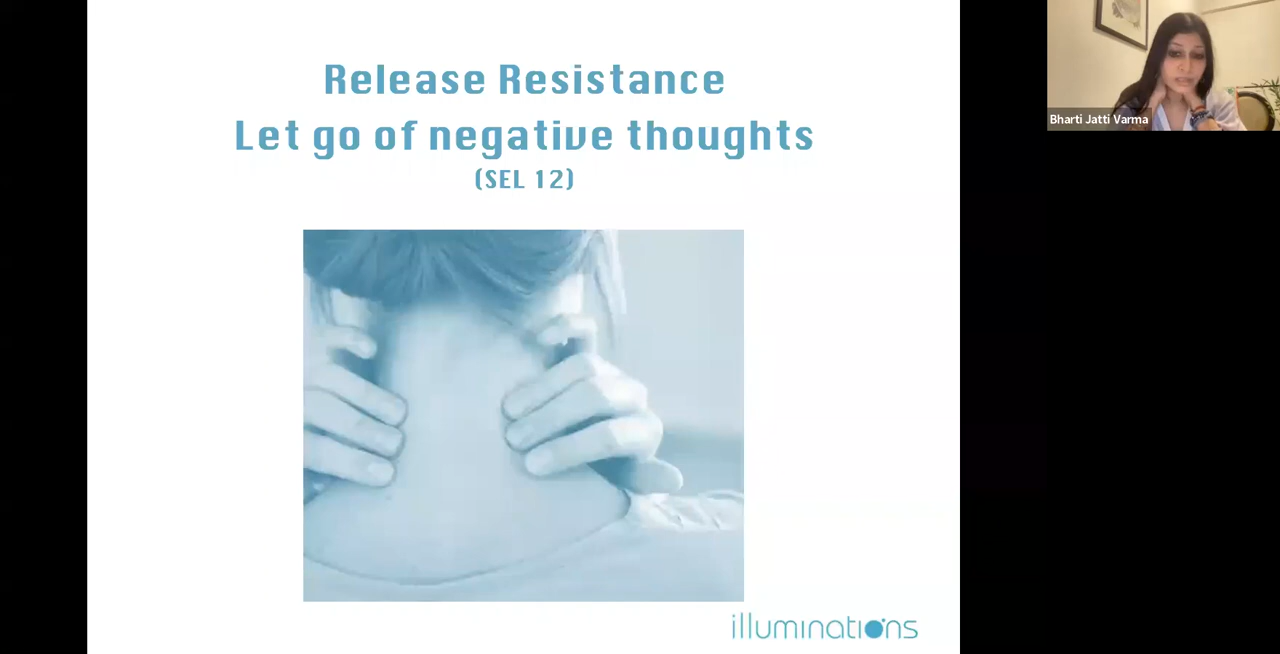 Release Resistance
Let go of negative thoughts
(SEL 12)
illuminations
Bharti Jatti Varma